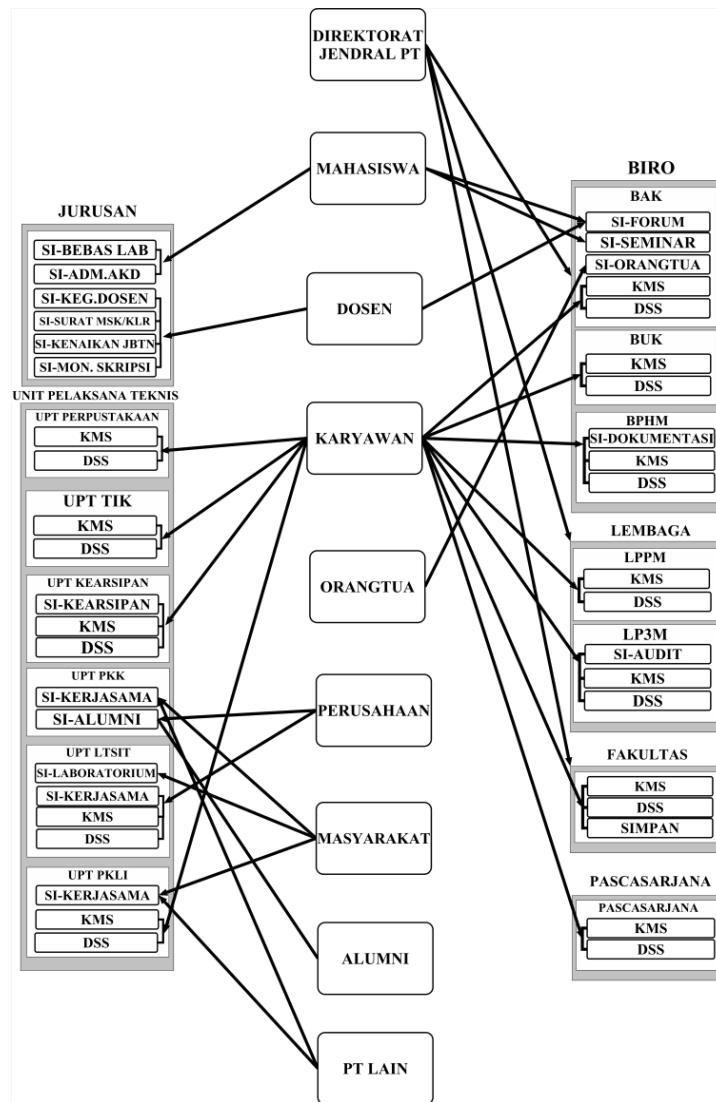 DIREKTORAT
JENDRAL PT
MAHASISWA
DOSEN
KARYAWAN
ORANGTUA
PERUSAHAAN
MASYARAKAT
ALUMNI
PT LAIN
JURUSAN
SI-BEBAS LAB
SI-ADM.AKD
SI-KEG.DOSEN
SI-SURAT MSK/KLR
SI-KENAIKAN JBTN
SI-MON. SKRIPSI
UNIT PELAKSANA TEKNIS
UPT PERPUSTAKAAN
KMS
DSS
UPT TIK
KMS
DSS
UPT KEARSIPAN
SI-KEARSIPAN
KMS
DSS
UPT PKK
SI-KERJASAMA
SI-ALUMNI
UPT LTSIT
SI-LABORATORIUM
SI-KERJASAMA
KMS
DSS
UPT PKLI
SI-KERJASAMA
KMS
DSS
BIRO
BAK
SI-FORUM
SI-SEMINAR
SI-ORANGTUA
KMS
DSS
BUK
KMS
DSS
BPHM
SI-DOKUMENTASI
KMS
DSS
LEMBAGA
LPPM
KMS
DSS
LP3M
SI-AUDIT
KMS
DSS
FAKULTAS
KMS
DSS
SIMPAN
PASCASARJANA
PASCASARJANA
KMS
DSS